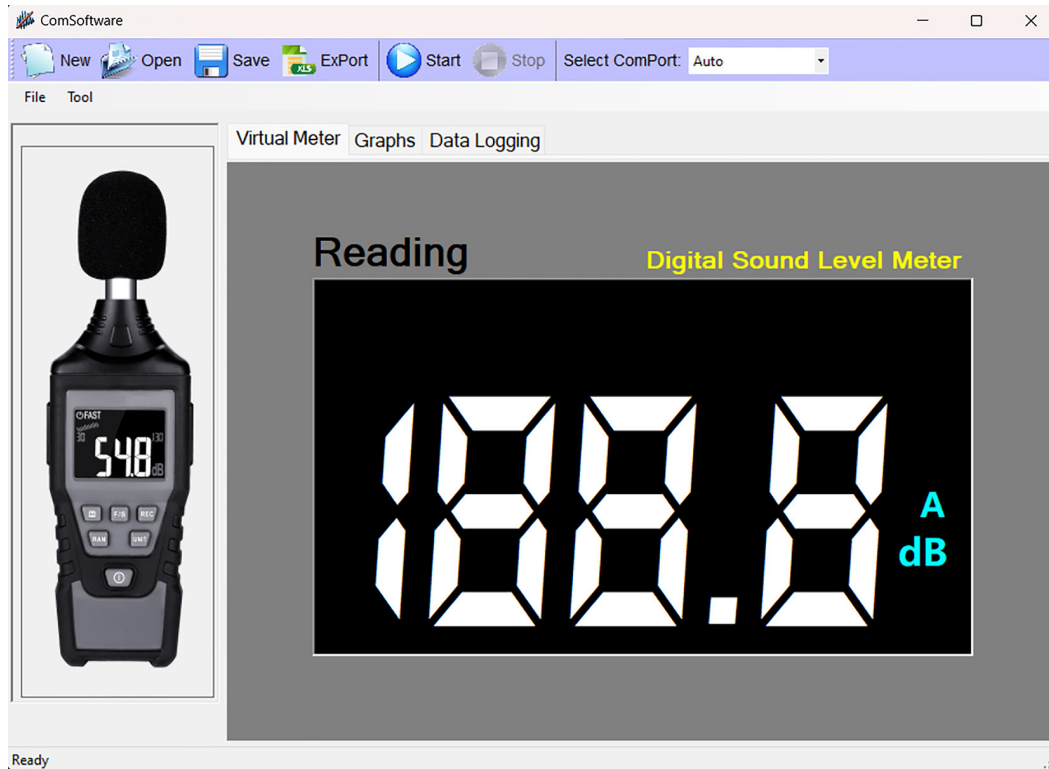 ComSoftware
New Open Save XLS ExPort Start Stop Select ComPort: Auto
File Tool
Virtual Meter Graphs Data Logging
Reading
Digital Sound Level Meter
188.8
A
dB
FAST
30 130
54.8
dB
H F/S REC
RAN UNIT
Ready